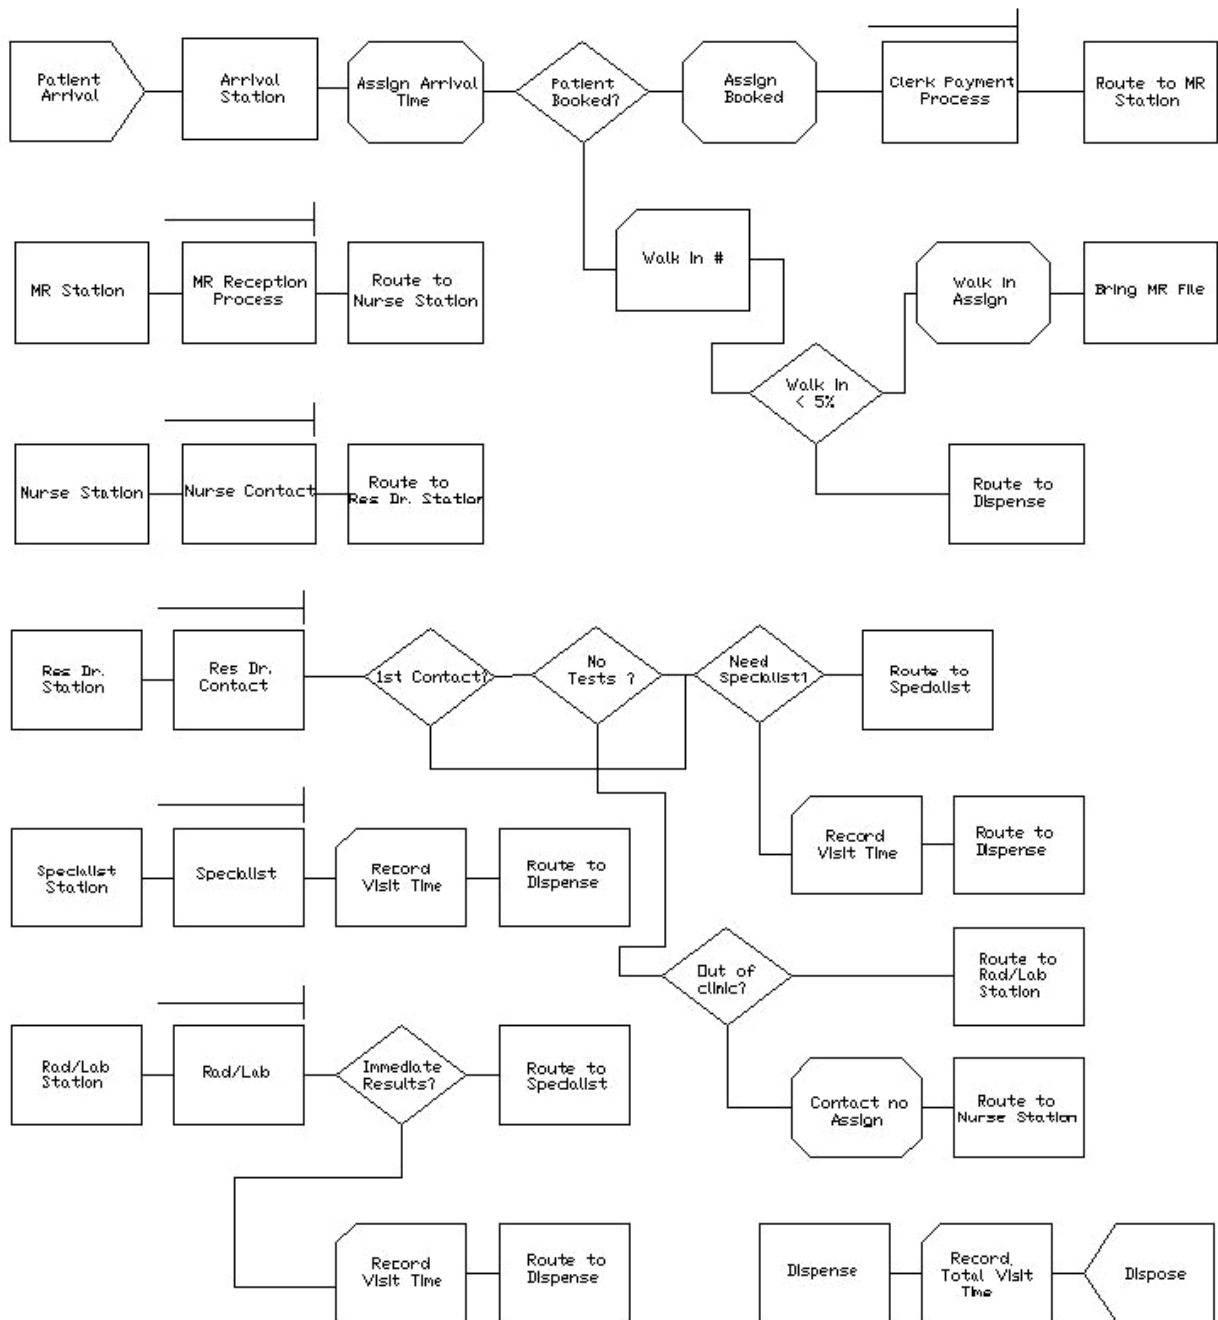 Patient
Arrival
Arrival
Station
Assign Arrival
Time
Patient
Booked?
Assign
Booked
Clerk Payment
Process
Route to MR
Station
Walk In #
MR Station
MR Reception
Process
Route to
Nurse Station
Walk In
Assign
Bring MR File
Walk In
< 5%
Nurse Station
Nurse Contact
Route to
Res Dr. Station
Route to
Dispense
Res Dr.
Station
Res Dr.
Contact
1st Contact?
No
Tests ?
Need
Specialist?
Route to
Specialist
Specialist
Station
Specialist
Record
Visit Time
Route to
Dispense
Record
Visit Time
Route to
Dispense
Out of
clinic?
Route to
Rad/Lab
Station
Rad/Lab
Station
Rad/Lab
Immediate
Results?
Route to
Specialist
Contact no
Assign
Route to
Nurse Station
Record
Visit Time
Route to
Dispense
Dispense
Record.
Total Visit
Time
Dispose